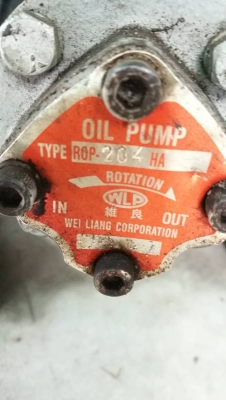 OIL PUMP
TYPE ROP-204 HA
ROTATION
WLP
維良
IN OUT
WEI LIANG CORPORATION